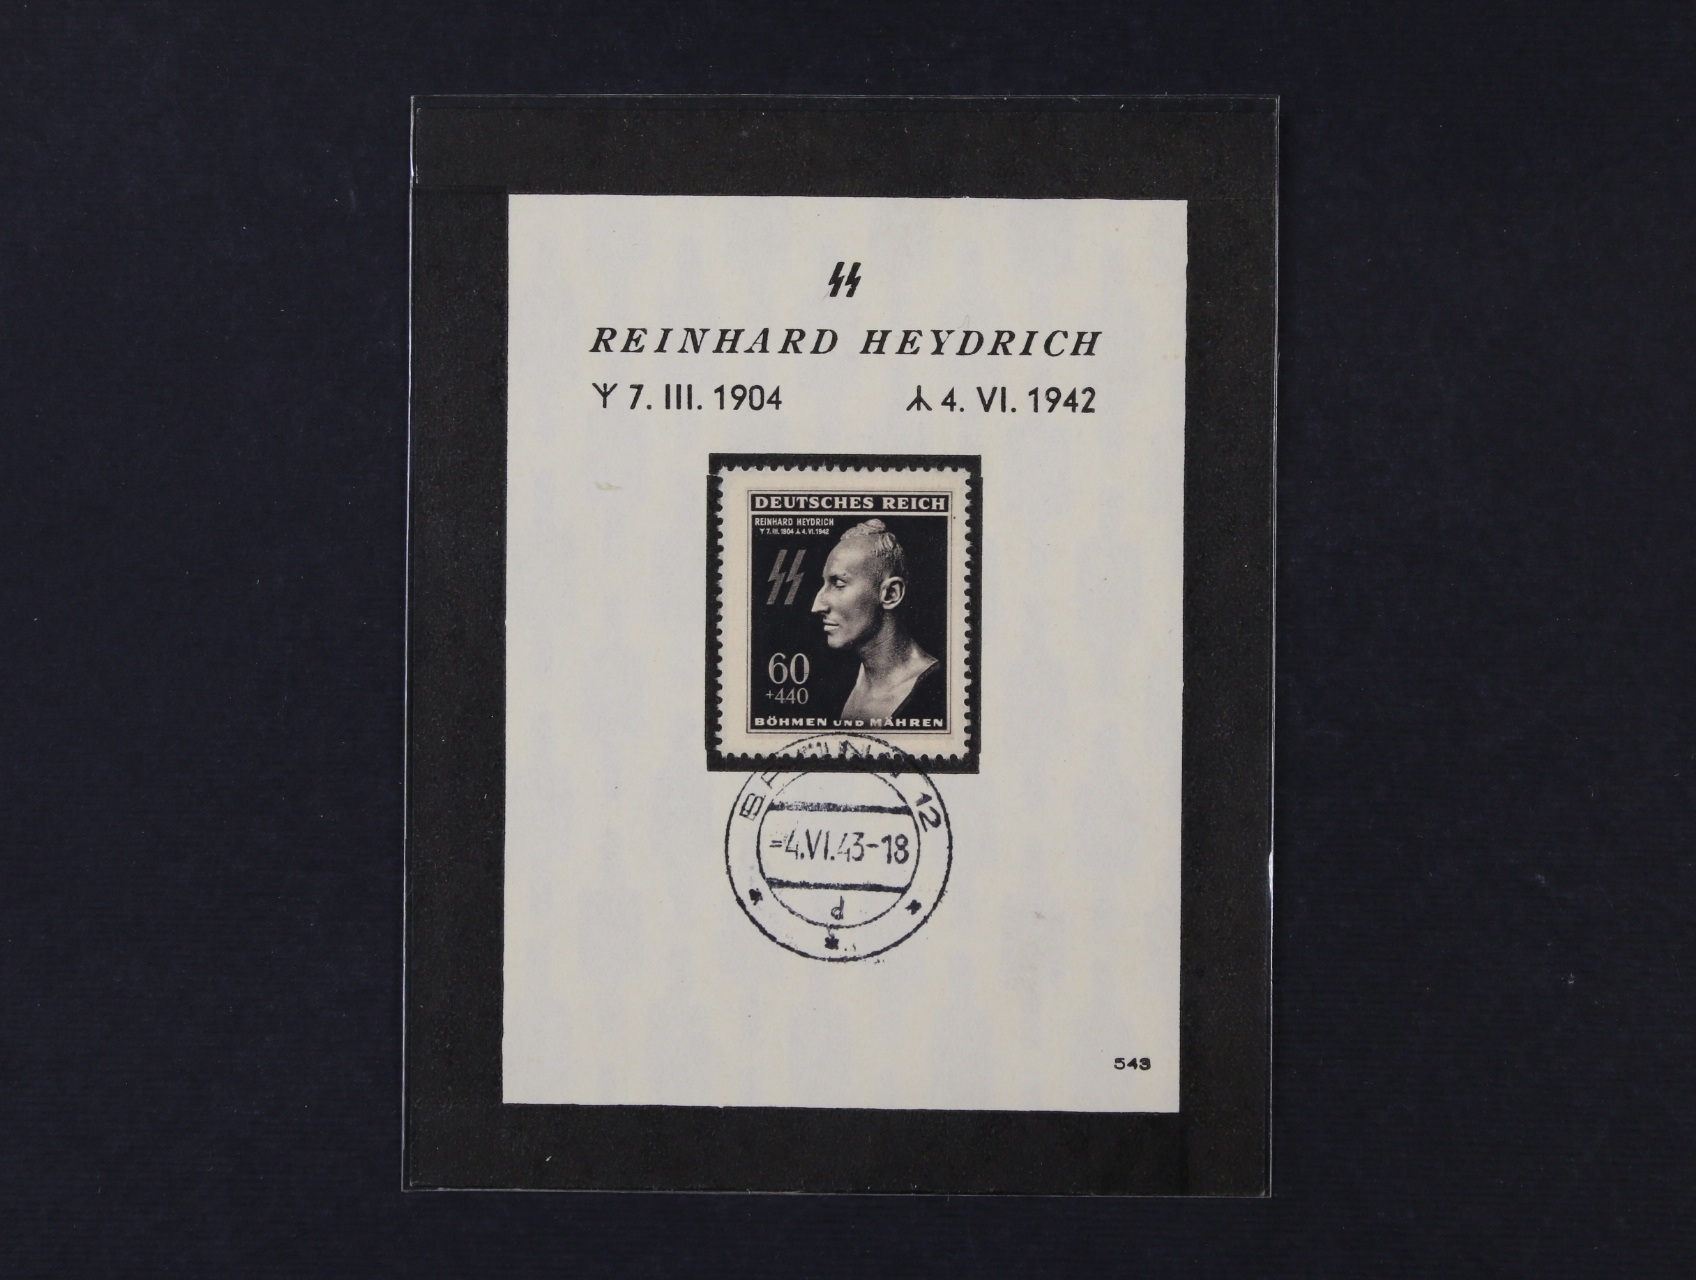 ᛋᛋ
REINHARD HEYDRICH
ᛉ 7. III. 1904 ᛣ 4. VI. 1942
DEUTSCHES REICH
REINHARD HEYDRICH
ᛉ 7. III. 1904 ᛣ 4. VI. 1942
ᛋᛋ
60
+440
BÖHMEN UND MÄHREN
12
4.VI.43-18
d
543